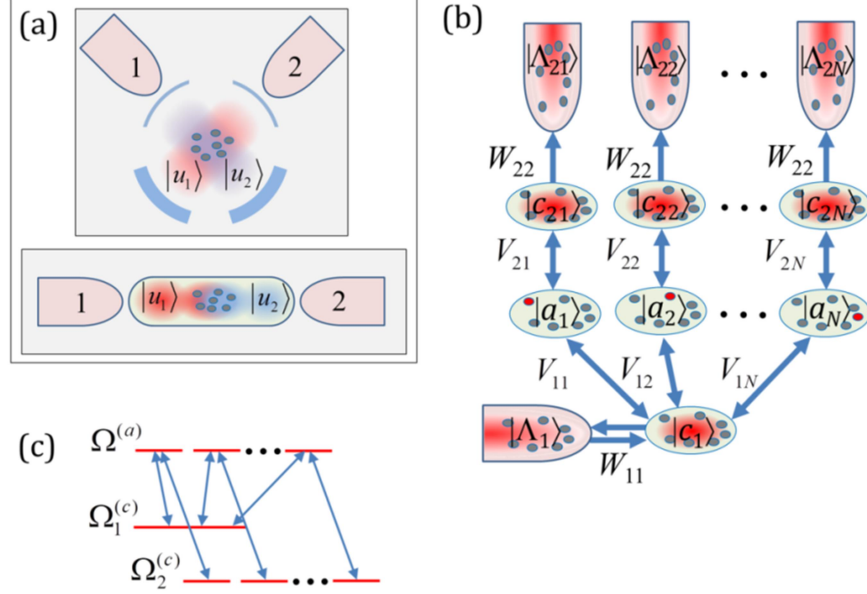 (a)
1
2
|u₁⟩ |u₂⟩
1
|u₁⟩
|u₂⟩
2
(b)
|Λ₂₁⟩ |Λ₂₂⟩ ••• |Λ₂N⟩
W₂₂ W₂₂ W₂₂
|c₂₁⟩ |c₂₂⟩ ••• |c₂N⟩
V₂₁ V₂₂ V₂N
|a₁⟩ |a₂⟩ ••• |a_N⟩
V₁₁ V₁₂ V₁N
|Λ₁⟩ |c₁⟩
W₁₁
(c)
Ω⁽ᵃ⁾ •••
Ω₁⁽ᶜ⁾
Ω₂⁽ᶜ⁾ •••